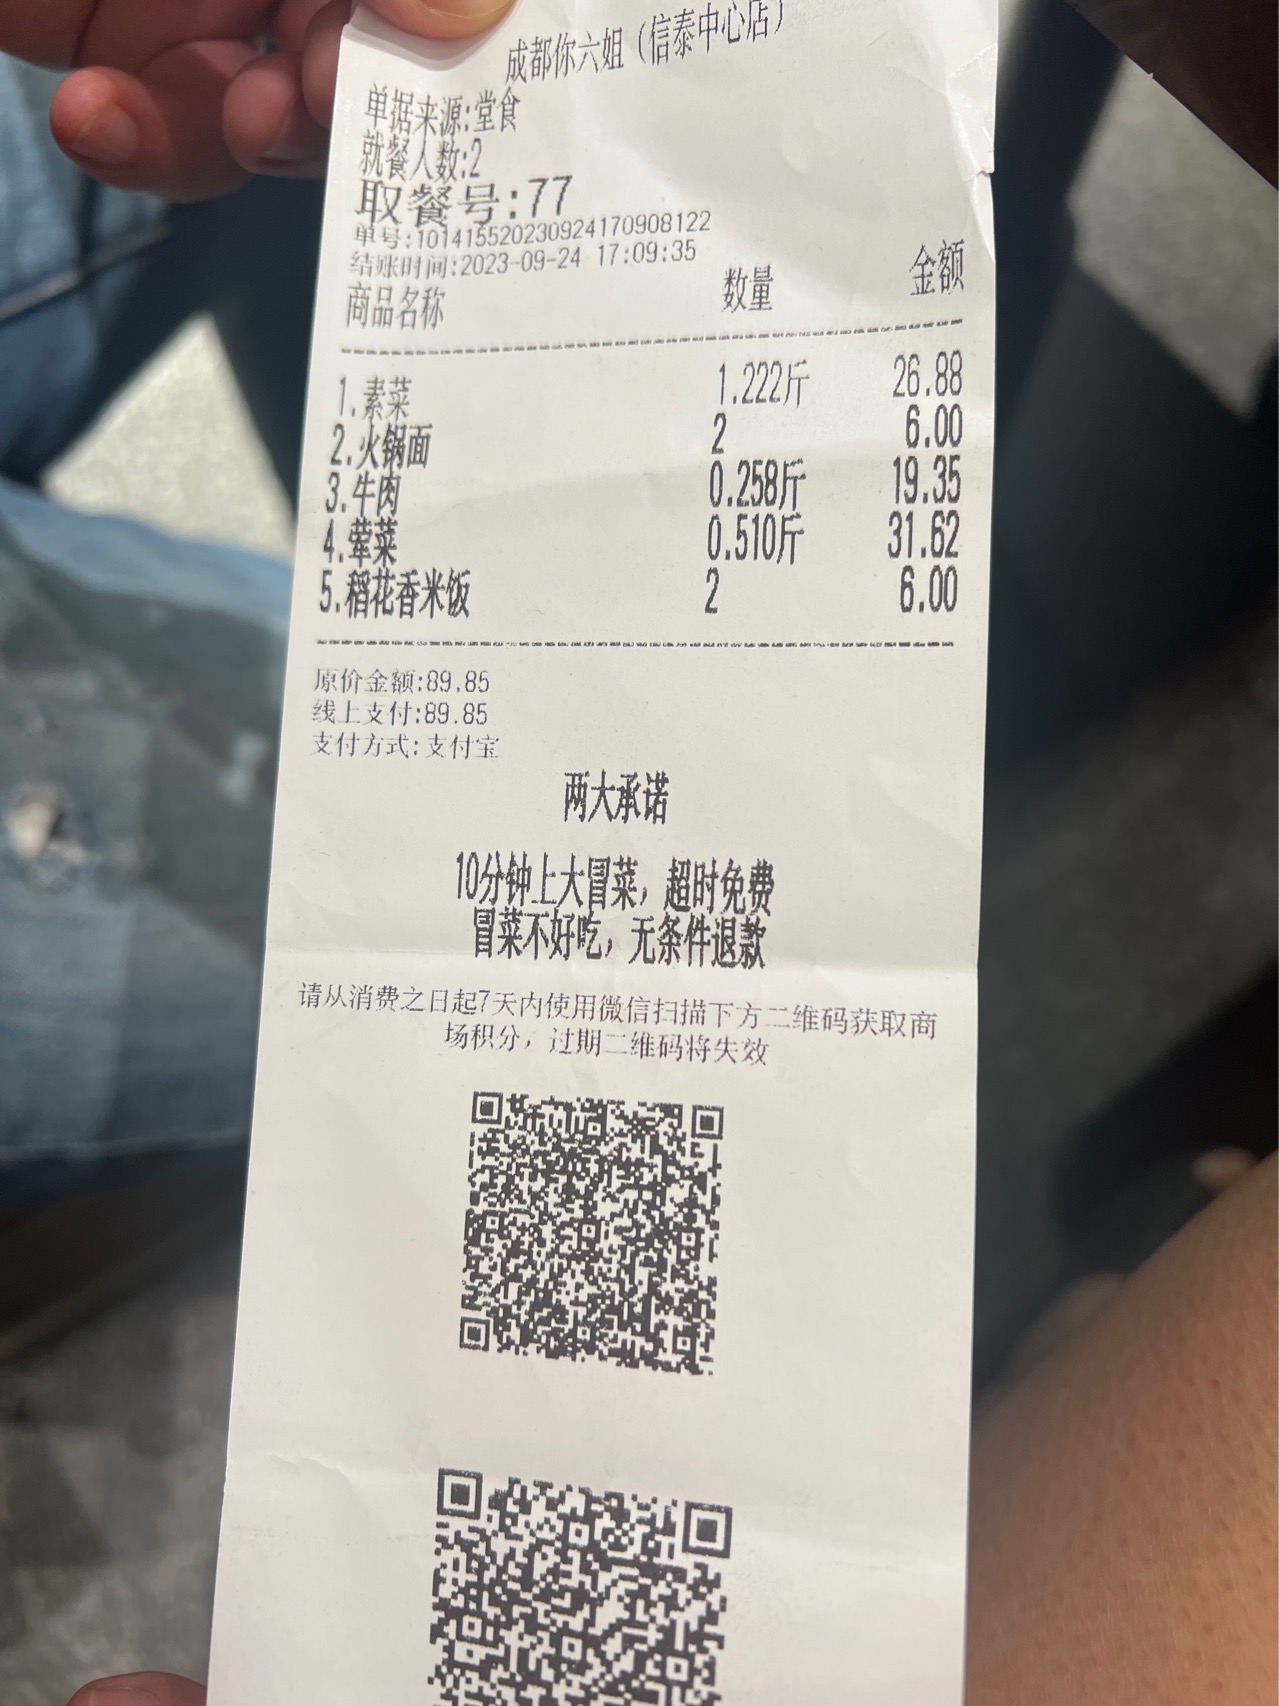 成都你六姐（信泰中心店）
单据来源:堂食
就餐人数:2
取餐号:77
单号:101415520230924170908122
结账时间:2023-09-24 17:09:35
商品名称 数量 金额
1.素菜 1.222斤 26.88
2.火锅面 2 6.00
3.牛肉 0.258斤 19.35
4.荤菜 0.510斤 31.62
5.稻花香米饭 2 6.00
原价金额:89.85
线上支付:89.85
支付方式:支付宝
两大承诺
10分钟上大冒菜，超时免费
冒菜不好吃，无条件退款
请从消费之日起7天内使用微信扫描下方二维码获取商
场积分，过期二维码将失效